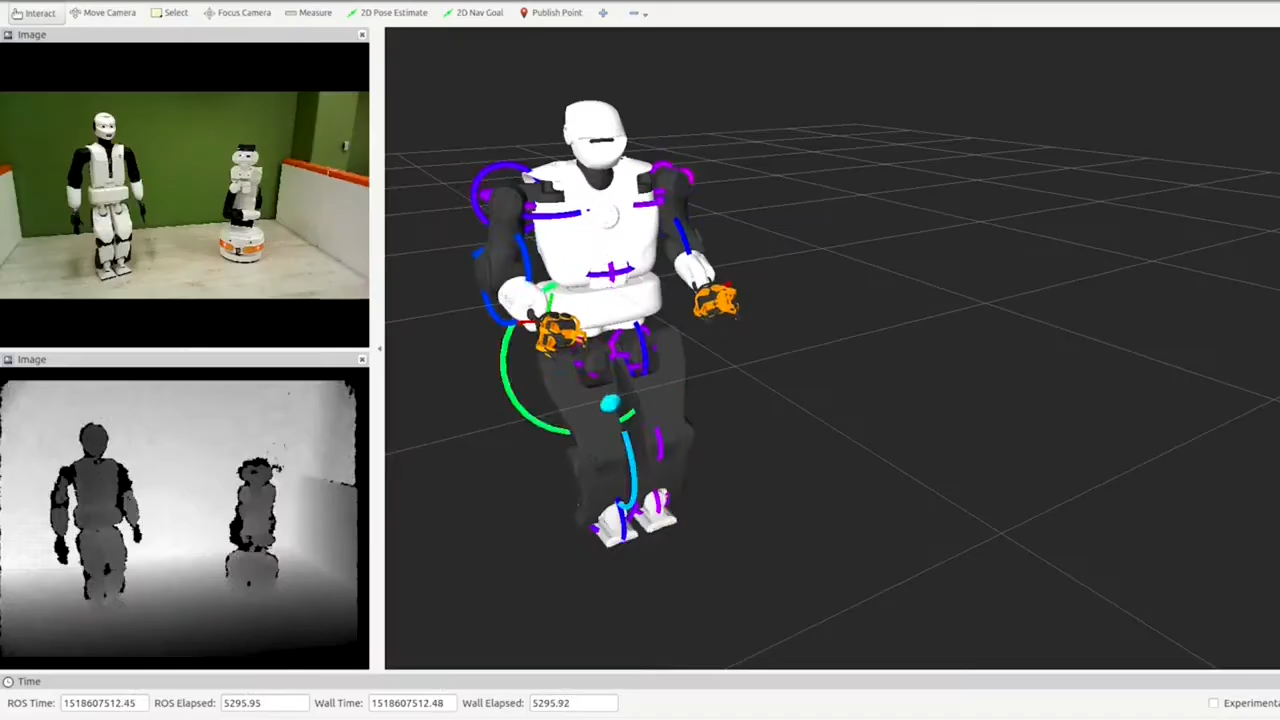 Interact Move Camera Select Focus Camera Measure 2D Pose Estimate 2D Nav Goal Publish Point
Image
Image
Time
ROS Time: 1518607512.45 ROS Elapsed: 5295.95 Wall Time: 1518607512.48 Wall Elapsed: 5295.92 Experimenta